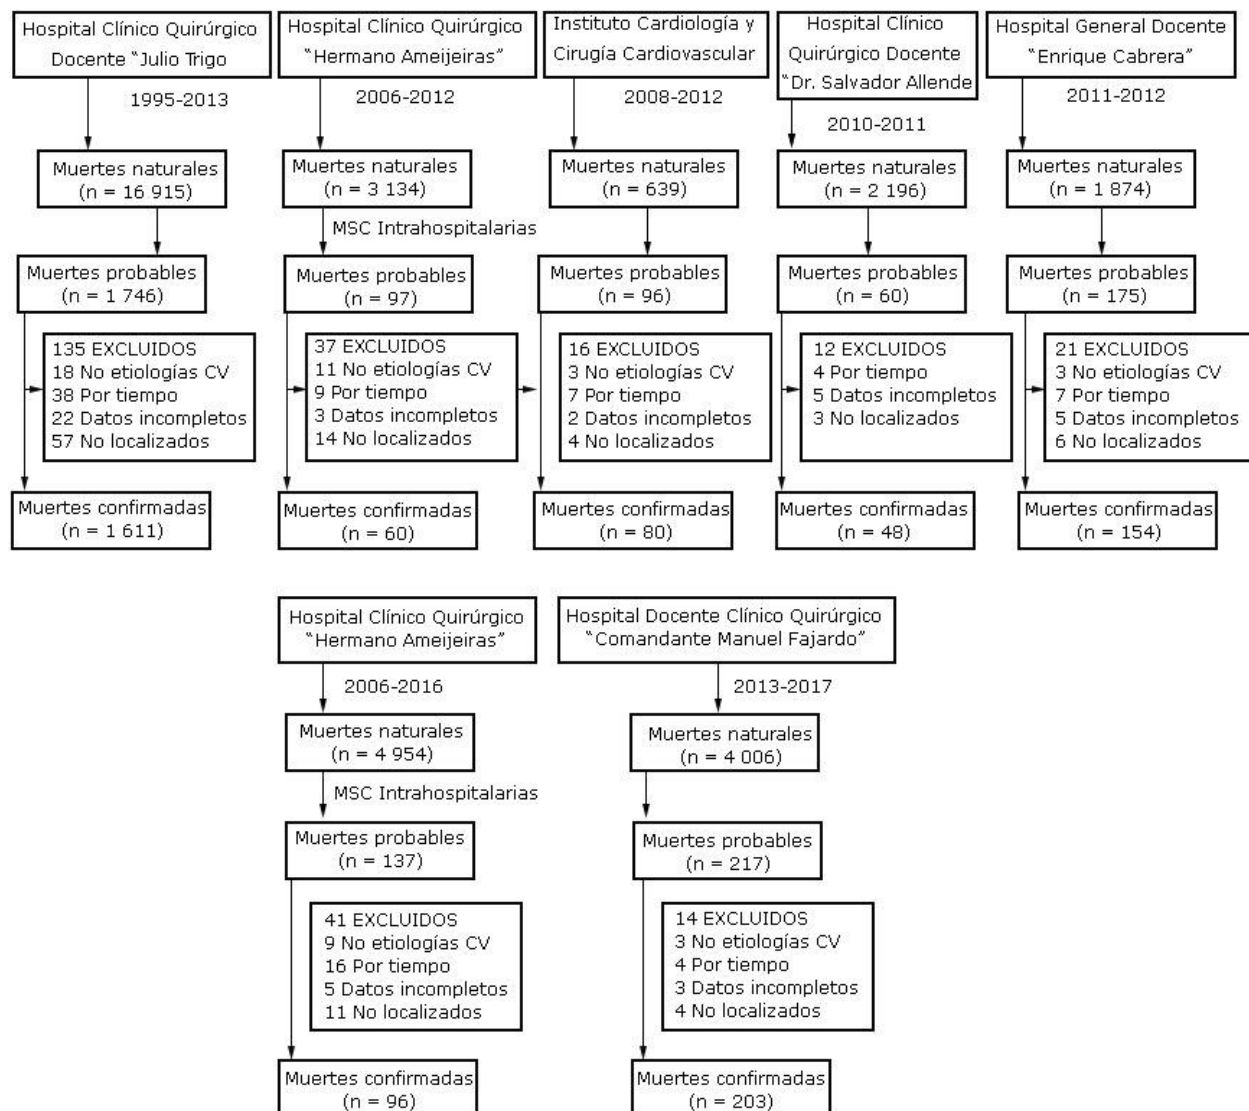 Hospital Clínico Quirúrgico
Docente “Julio Trigo
1995-2013
Muertes naturales
(n = 16 915)
Muertes probables
(n = 1 746)
135 EXCLUIDOS
18 No etiologías CV
38 Por tiempo
22 Datos incompletos
57 No localizados
Muertes confirmadas
(n = 1 611)
Hospital Clínico Quirúrgico
“Hermano Ameijeiras”
2006-2012
Muertes naturales
(n = 3 134)
MSC Intrahospitalarias
Muertes probables
(n = 97)
37 EXCLUIDOS
11 No etiologías CV
9 Por tiempo
3 Datos incompletos
14 No localizados
Muertes confirmadas
(n = 60)
Instituto Cardiología y
Cirugía Cardiovascular
2008-2012
Muertes naturales
(n = 639)
Muertes probables
(n = 96)
16 EXCLUIDOS
3 No etiologías CV
7 Por tiempo
2 Datos incompletos
4 No localizados
Muertes confirmadas
(n = 80)
Hospital Clínico
Quirúrgico Docente
“Dr. Salvador Allende
2010-2011
Muertes naturales
(n = 2 196)
Muertes probables
(n = 60)
12 EXCLUIDOS
4 Por tiempo
5 Datos incompletos
3 No localizados
Muertes confirmadas
(n = 48)
Hospital General Docente
“Enrique Cabrera”
2011-2012
Muertes naturales
(n = 1 874)
Muertes probables
(n = 175)
21 EXCLUIDOS
3 No etiologías CV
7 Por tiempo
5 Datos incompletos
6 No localizados
Muertes confirmadas
(n = 154)
Hospital Clínico Quirúrgico
“Hermano Ameijeiras”
2006-2016
Muertes naturales
(n = 4 954)
MSC Intrahospitalarias
Muertes probables
(n = 137)
41 EXCLUIDOS
9 No etiologías CV
16 Por tiempo
5 Datos incompletos
11 No localizados
Muertes confirmadas
(n = 96)
Hospital Docente Clínico Quirúrgico
“Comandante Manuel Fajardo”
2013-2017
Muertes naturales
(n = 4 006)
Muertes probables
(n = 217)
14 EXCLUIDOS
3 No etiologías CV
4 Por tiempo
3 Datos incompletos
4 No localizados
Muertes confirmadas
(n = 203)